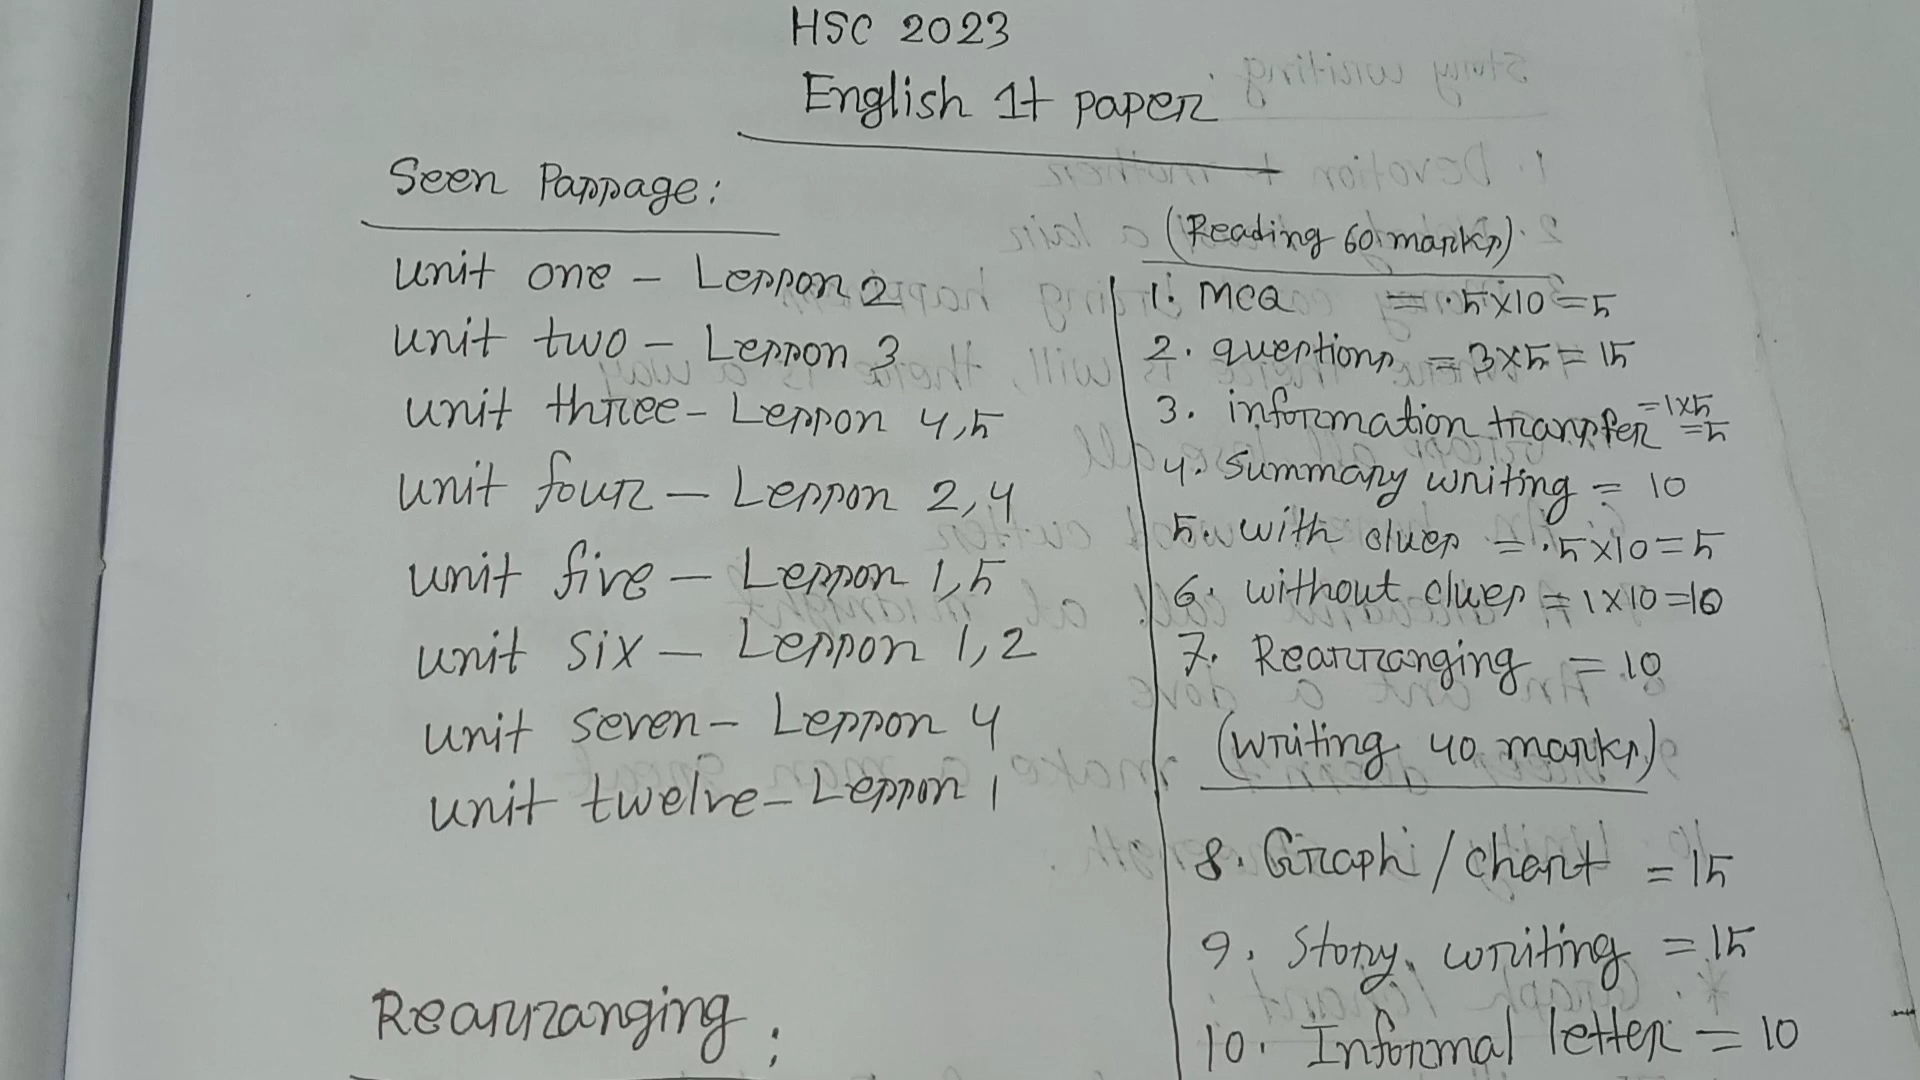 HSC 2023
English 1t paper
Seen Passage:
unit one - Lesson 2
unit two - Lesson 3
unit three - Lesson 4,5
unit four - Lesson 2,4
unit five - Lesson 1,5
unit six - Lesson 1,2
unit seven - Lesson 4
unit twelve - Lesson 1
Rearranging:
(Reading 60 marks)
1. MCQ = .5x10=5
2. questions = 3x5=15
3. information transfer =1x5
=5
4. Summary writing = 10
5. with clues = .5x10=5
6. without clues = 1x10=10
7. Rearranging = 10
(writing 40 marks)
8. Graph/chart = 15
9. Story writing = 15
10. Informal letter = 10